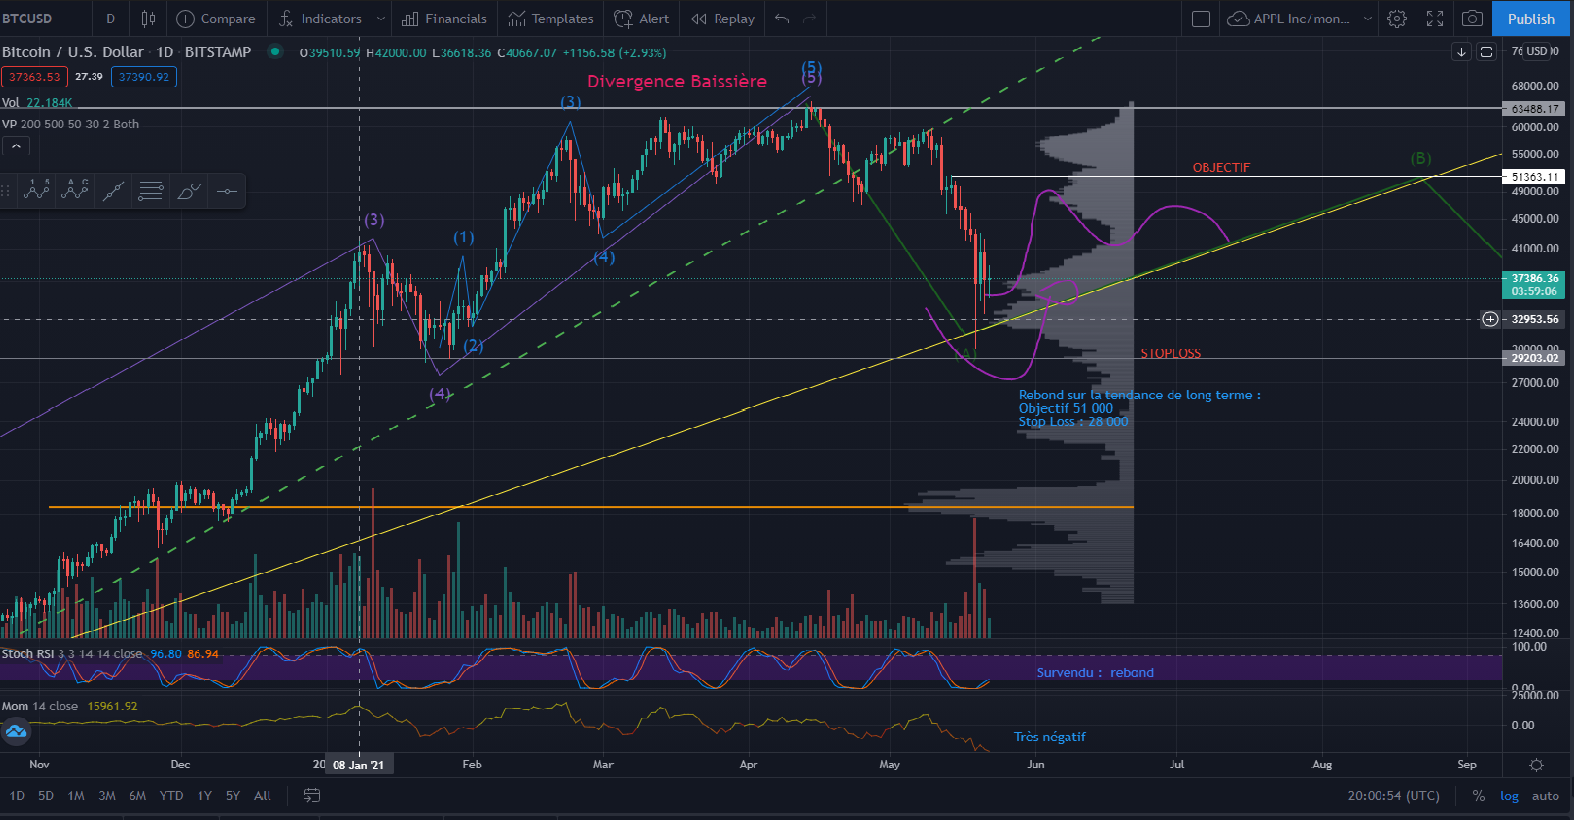 BTCUSD D Compare Indicators Financials Templates Alert Replay APPL Inc/mon... Publish
Bitcoin / U.S. Dollar · 1D · BITSTAMP O39510.59 H42000.00 L36618.36 C40667.07 +1156.58 (+2.93%)
37363.53 27.39 37390.92
Vol 22.184K
VP 200 500 50 30 2 Both
Divergence Baissière
(5)
(5)
(3)
(3)
(1)
(4)
(2)
(4)
(A)
(B)
OBJECTIF
STOPLOSS
Rebond sur la tendance de long terme :
Objectif 51 000
Stop Loss : 28 000
USD
68000.00
63488.17
60000.00
55000.00
51363.11
49000.00
45000.00
41000.00
37386.36
03:59:06
32953.56
29203.02
27000.00
24000.00
22000.00
20000.00
18000.00
16400.00
15000.00
13600.00
12400.00
Stoch RSI 3 3 14 14 close 96.80 86.94
100.00
Survendu : rebond
0.00
Mom 14 close 15961.92
25000.00
0.00
Très négatif
Nov Dec 20 08 Jan '21 Feb Mar Apr May Jun Jul Aug Sep
1D 5D 1M 3M 6M YTD 1Y 5Y All 20:00:54 (UTC) % log auto